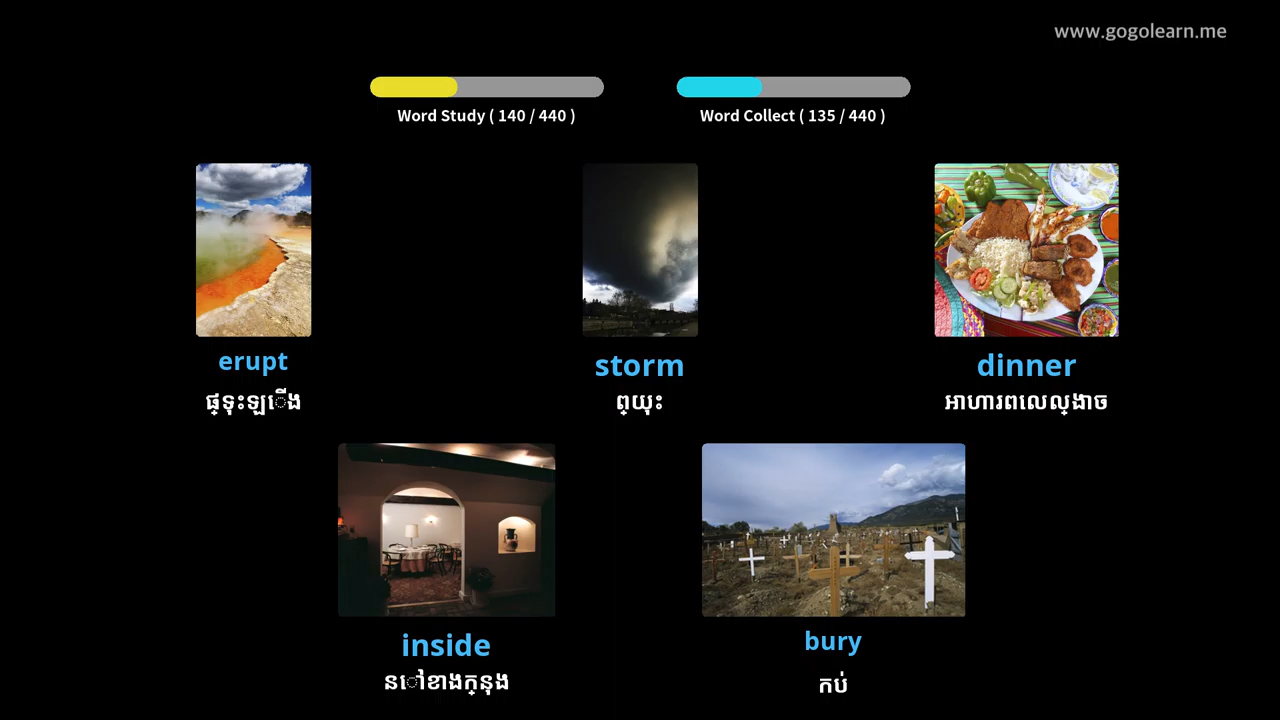 www.gogolearn.me
Word Study ( 140 / 440 )
Word Collect ( 135 / 440 )
erupt
ផ្ទុះឡើង
storm
ព្យុះ
dinner
អាហារពេលល្ងាច
inside
នៅខាងក្នុង
bury
កប់